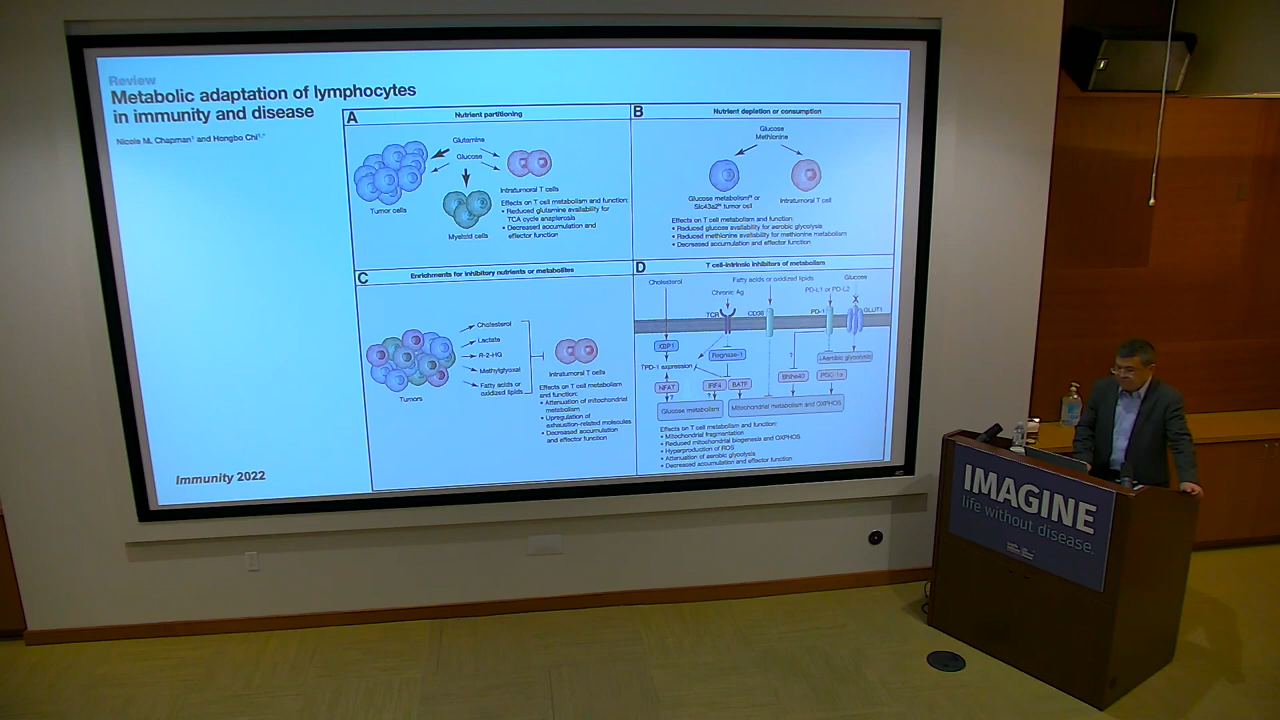 Review
Metabolic adaptation of lymphocytes
in immunity and disease
Nicole M. Chapman¹ and Hongbo Chi¹,*
Immunity 2022
A
Nutrient partitioning
Glutamine
Glucose
Tumor cells
Myeloid cells
Intratumoral T cells
Effects on T cell metabolism and function:
• Reduced glutamine availability for
TCA cycle anaplerosis
• Decreased accumulation and
effector function
B
Nutrient depletion or consumption
Glucose
Methionine
Glucose metabolismʰⁱ or
Slc43a2ʰⁱ tumor cell
Intratumoral T cell
Effects on T cell metabolism and function:
• Reduced glucose availability for aerobic glycolysis
• Reduced methionine availability for methionine metabolism
• Decreased accumulation and effector function
C
Enrichments for inhibitory nutrients or metabolites
Cholesterol
Lactate
R-2-HG
Methylglyoxal
Fatty acids or
oxidized lipids
Tumors
Intratumoral T cells
Effects on T cell metabolism
and function:
• Attenuation of mitochondrial
metabolism
• Upregulation of
exhaustion-related molecules
• Decreased accumulation
and effector function
D
T cell-intrinsic inhibitors of metabolism
Cholesterol
Fatty acids or oxidized lipids
Glucose
Chronic Ag
PD-L1 or PD-L2
TCR
CD36
PD-1
GLUT1
XBP1
Regnase-1
↓Aerobic glycolysis
↑PD-1 expression
?
Bhlhe40
PGC-1α
NFAT
IRF4
BATF
?
?
Glucose metabolism
Mitochondrial metabolism and OXPHOS
Effects on T cell metabolism and function:
• Mitochondrial fragmentation
• Reduced mitochondrial biogenesis and OXPHOS
• Hyperproduction of ROS
• Attenuation of aerobic glycolysis
• Decreased accumulation and effector function
IMAGINE
life without disease.